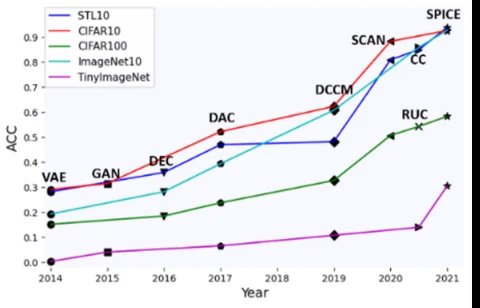 STL10
CIFAR10
CIFAR100
ImageNet10
TinyImageNet
SPICE
SCAN
CC
DCCM
RUC
DAC
DEC
GAN
VAE
ACC
0.9
0.8
0.7
0.6
0.5
0.4
0.3
0.2
0.1
0.0
2014 2015 2016 2017 2018 2019 2020 2021
Year